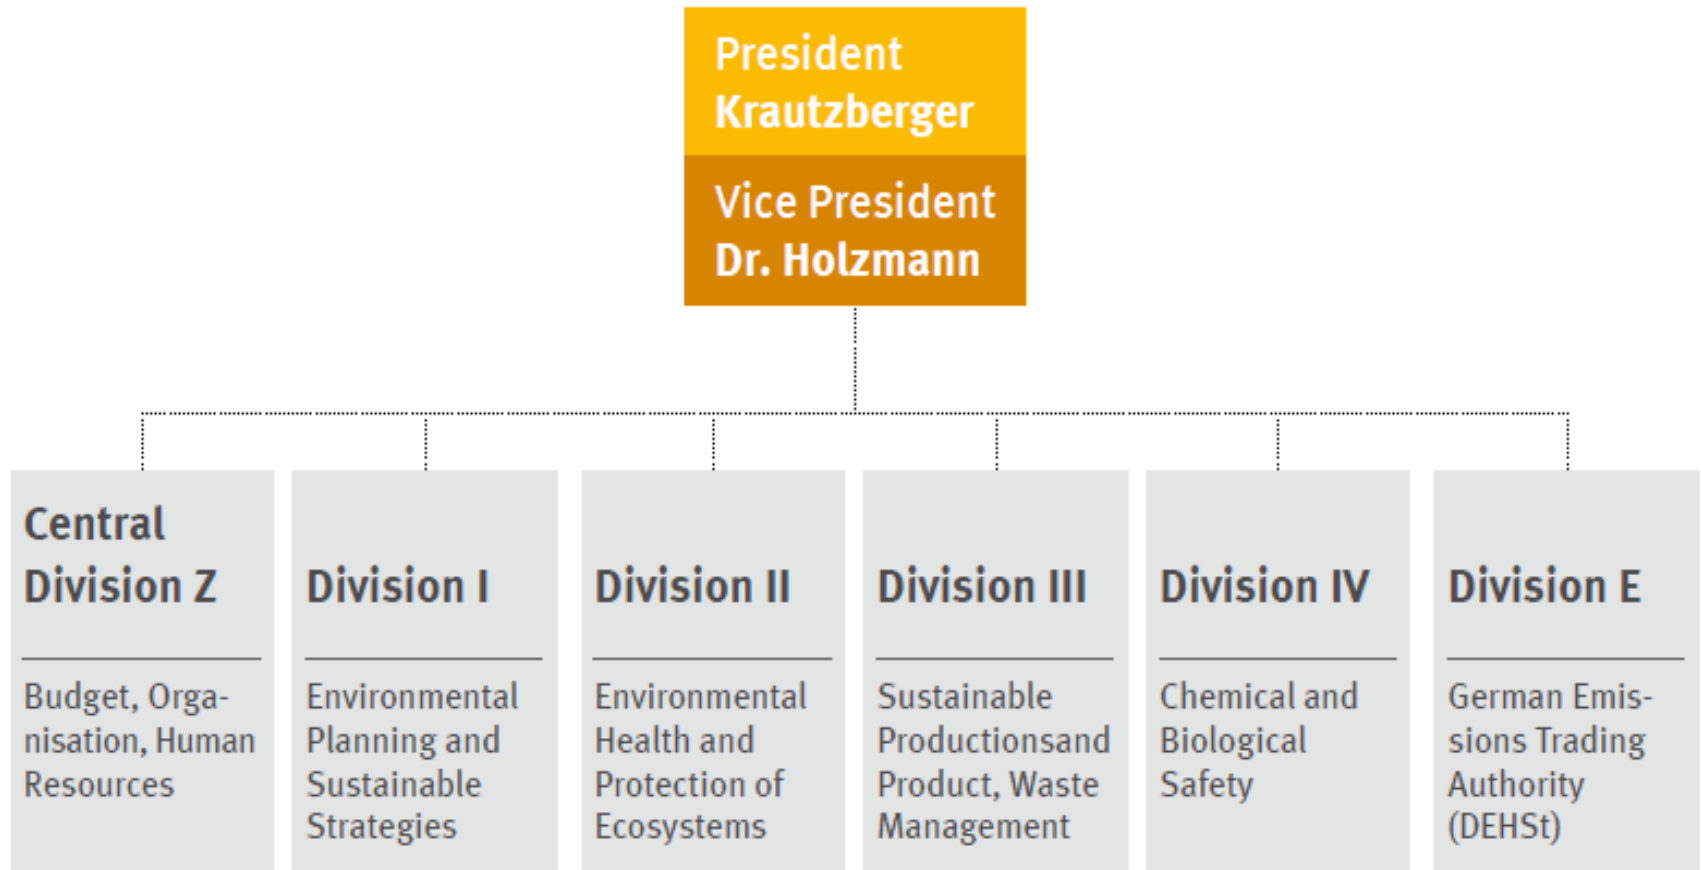 President
Krautzberger
Vice President
Dr. Holzmann
Central
Division Z
Budget, Orga-
nisation, Human
Resources
Division I
Environmental
Planning and
Sustainable
Strategies
Division II
Environmental
Health and
Protection of
Ecosystems
Division III
Sustainable
Productionsand
Product, Waste
Management
Division IV
Chemical and
Biological
Safety
Division E
German Emis-
sions Trading
Authority
(DEHSt)